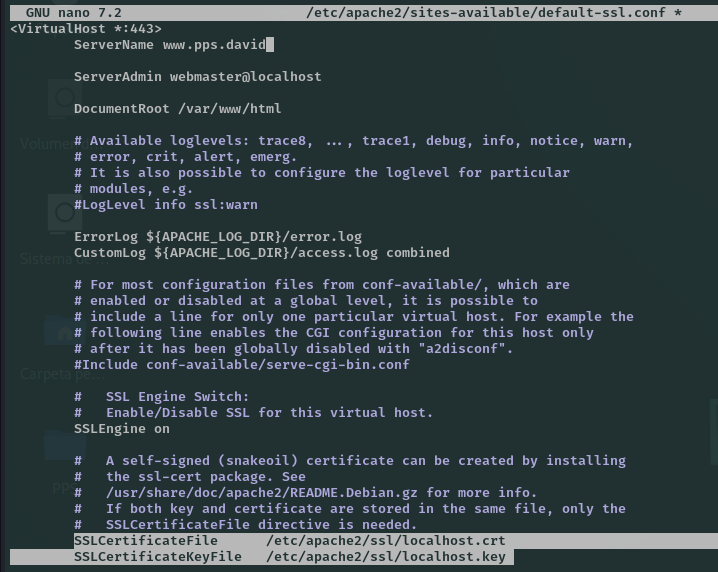 GNU nano 7.2 /etc/apache2/sites-available/default-ssl.conf *
<VirtualHost *:443>
ServerName www.pps.david
ServerAdmin webmaster@localhost
DocumentRoot /var/www/html
# Available loglevels: trace8, ..., trace1, debug, info, notice, warn,
# error, crit, alert, emerg.
# It is also possible to configure the loglevel for particular
# modules, e.g.
#LogLevel info ssl:warn
ErrorLog ${APACHE_LOG_DIR}/error.log
CustomLog ${APACHE_LOG_DIR}/access.log combined
# For most configuration files from conf-available/, which are
# enabled or disabled at a global level, it is possible to
# include a line for only one particular virtual host. For example the
# following line enables the CGI configuration for this host only
# after it has been globally disabled with "a2disconf".
#Include conf-available/serve-cgi-bin.conf
#   SSL Engine Switch:
#   Enable/Disable SSL for this virtual host.
SSLEngine on
#   A self-signed (snakeoil) certificate can be created by installing
#   the ssl-cert package. See
#   /usr/share/doc/apache2/README.Debian.gz for more info.
#   If both key and certificate are stored in the same file, only the
#   SSLCertificateFile directive is needed.
SSLCertificateFile      /etc/apache2/ssl/localhost.crt
SSLCertificateKeyFile   /etc/apache2/ssl/localhost.key
Volumen
Sistema de
Carpeta pe...